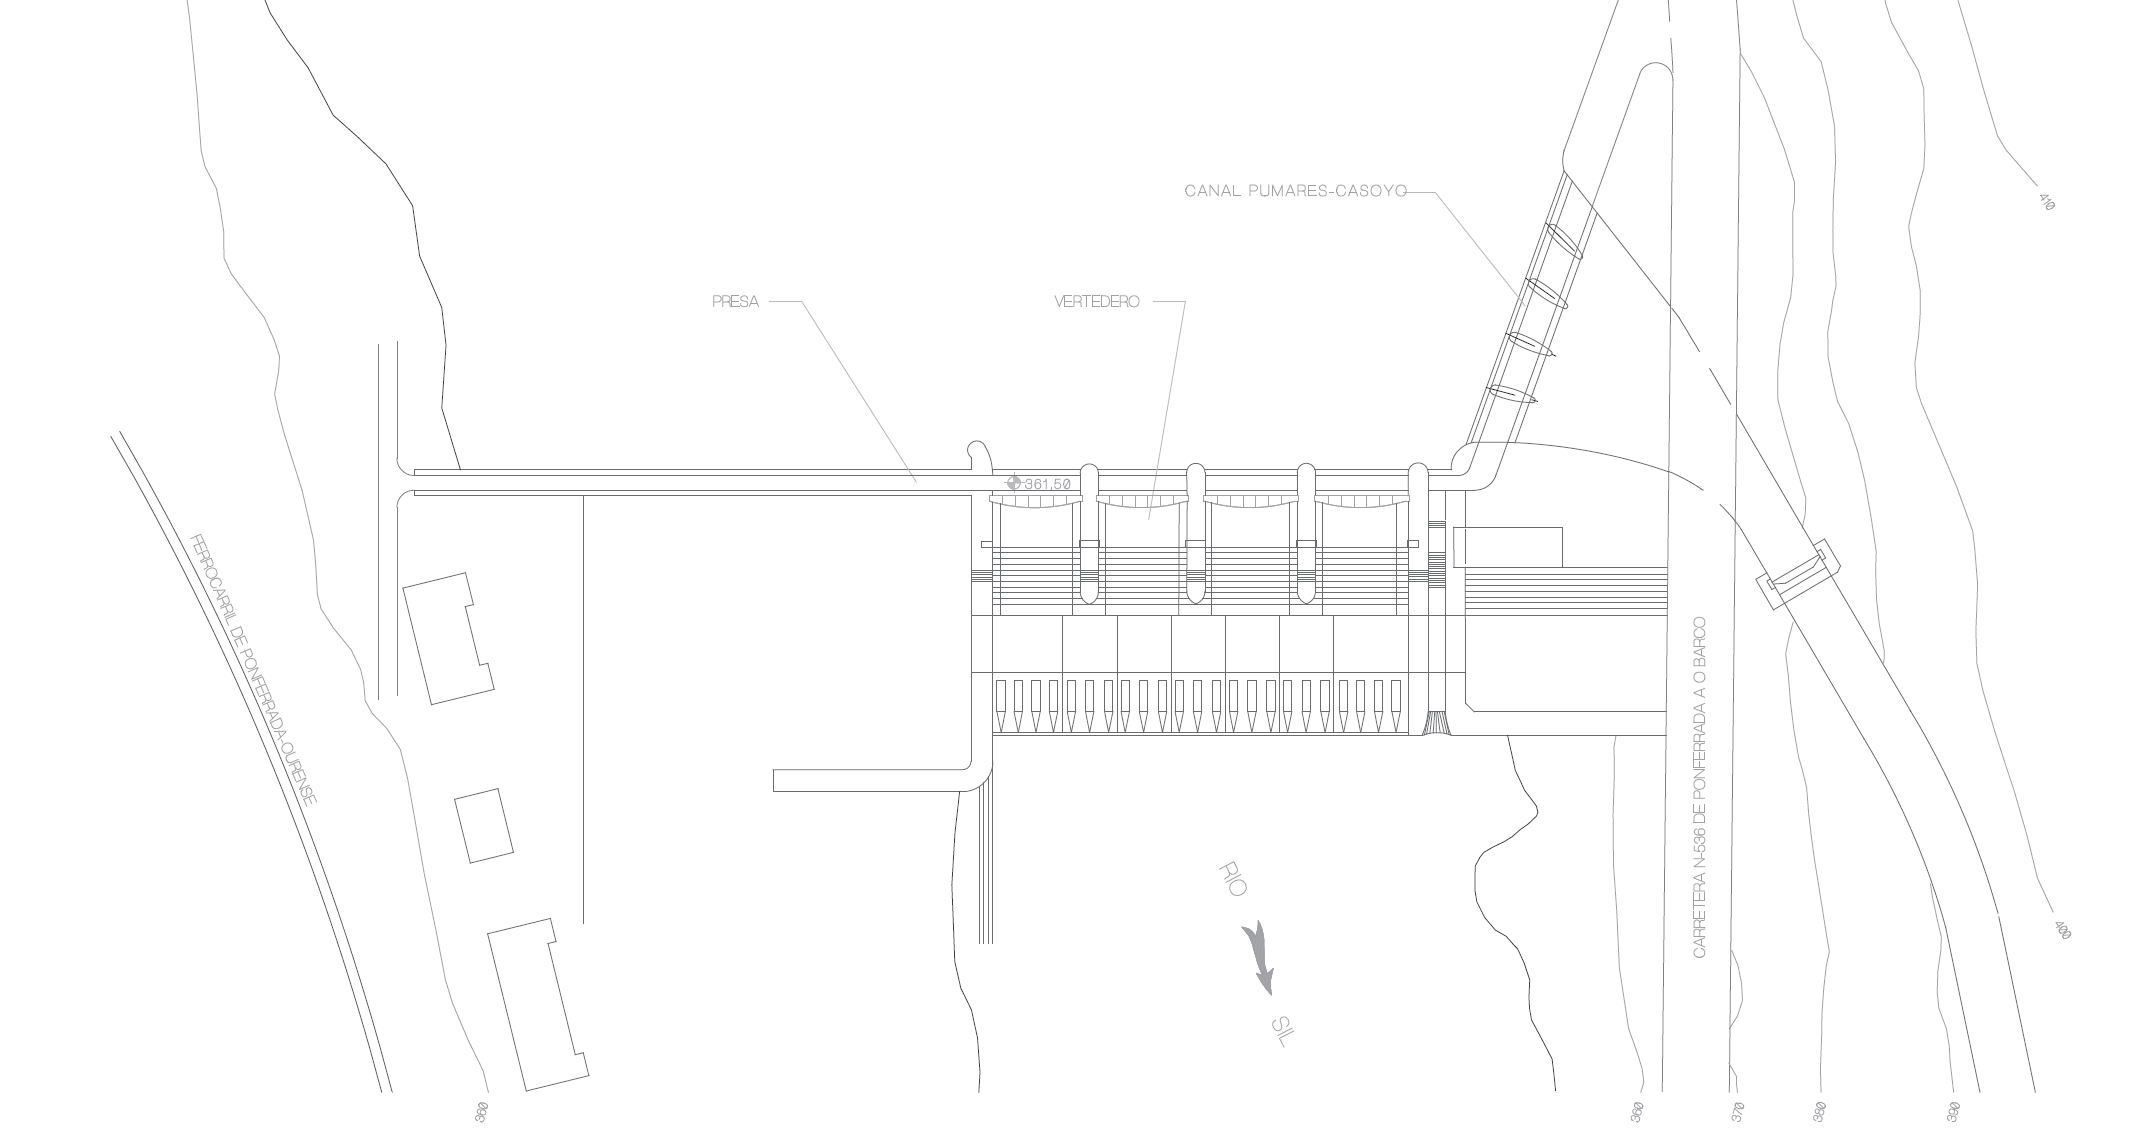 410
CANAL PUMARES-CASOYO
PRESA
VERTEDERO
361,50
FERROCARRIL DE PONFERRADA-OURENSE
CARRETERA N-536 DE PONFERRADA A O BARCO
RIO
SIL
400
360
360
370
380
390